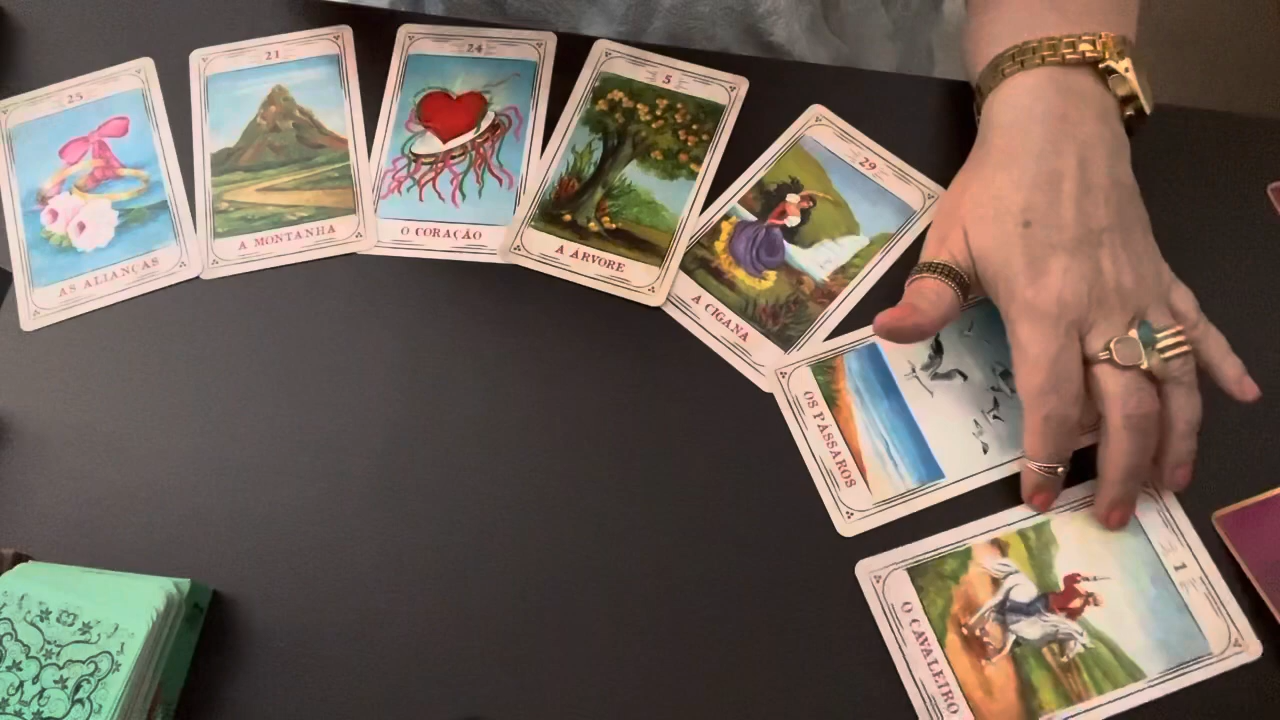 25
AS ALIANÇAS
21
A MONTANHA
24
O CORAÇÃO
5
A ÁRVORE
29
A CIGANA
OS PÁSSAROS
1
O CAVALEIRO